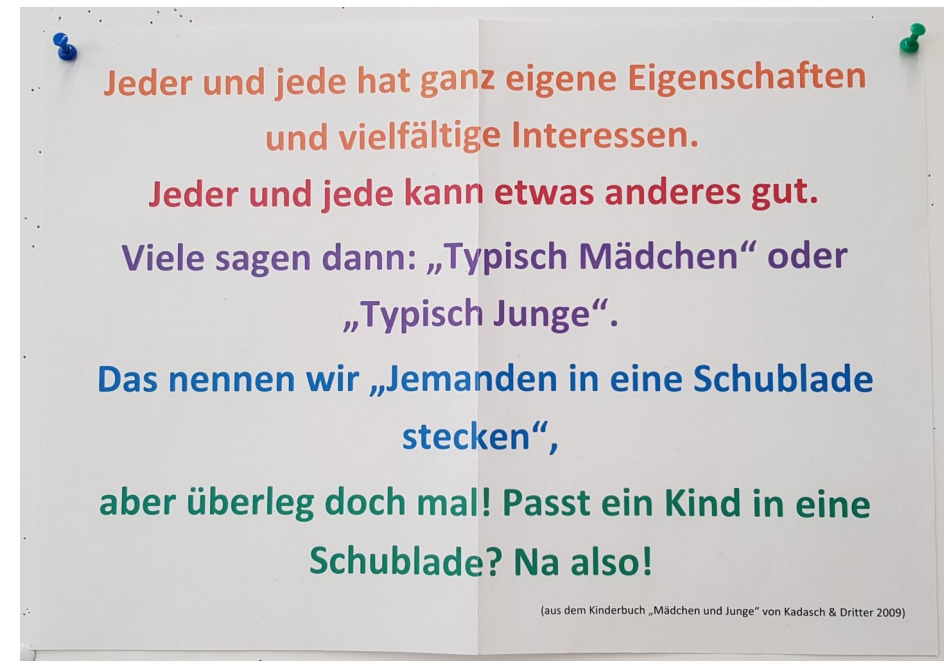 Jeder und jede hat ganz eigene Eigenschaften
und vielfältige Interessen.
Jeder und jede kann etwas anderes gut.
Viele sagen dann: „Typisch Mädchen“ oder
„Typisch Junge“.
Das nennen wir „Jemanden in eine Schublade
stecken“,
aber überleg doch mal! Passt ein Kind in eine
Schublade? Na also!
(aus dem Kinderbuch „Mädchen und Junge“ von Kadasch & Dritter 2009)